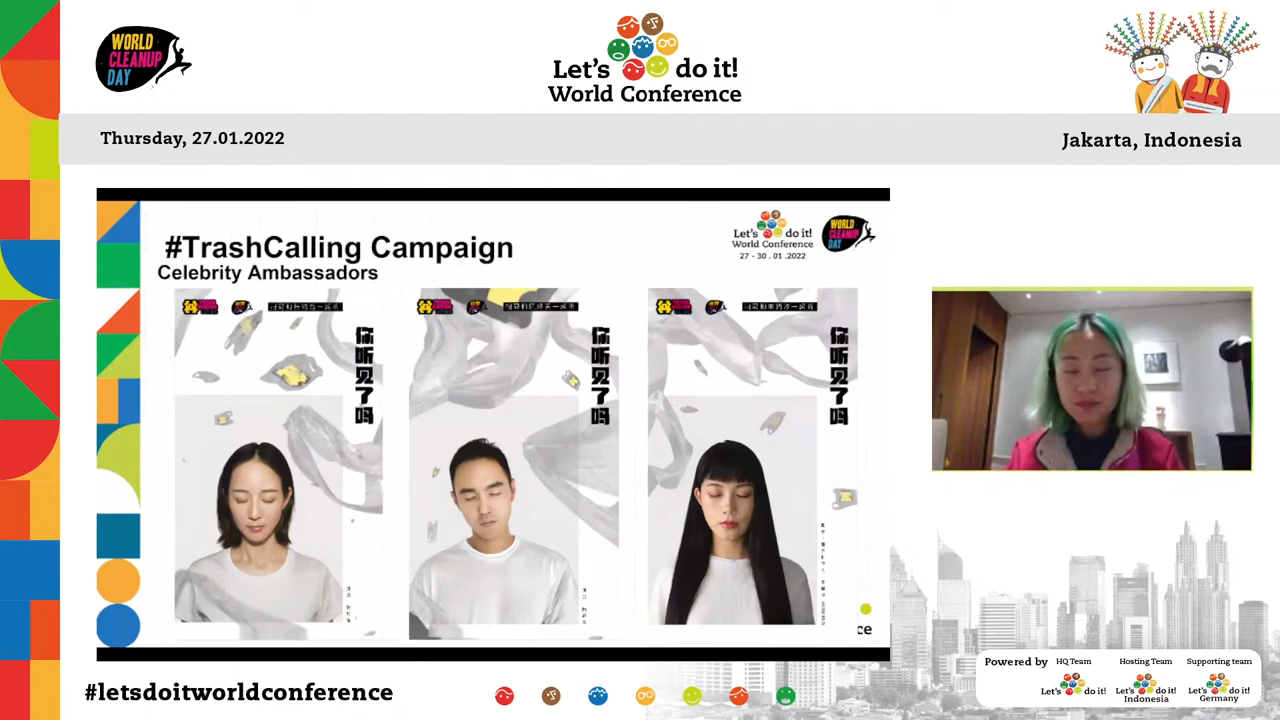 WORLD
CLEANUP
DAY
Let's do it!
World Conference
Thursday, 27.01.2022
Jakarta, Indonesia
#TrashCalling Campaign
Celebrity Ambassadors
Let's do it!
World Conference
27 - 30 . 01 .2022
WORLD
CLEANUP
DAY
你听见了吗
你听见了吗
你听见了吗
ce
#letsdoitworldconference
Powered by
HQ Team
Hosting Team
Supporting team
Let's do it!
Let's do it!
Indonesia
Let's do it!
Germany